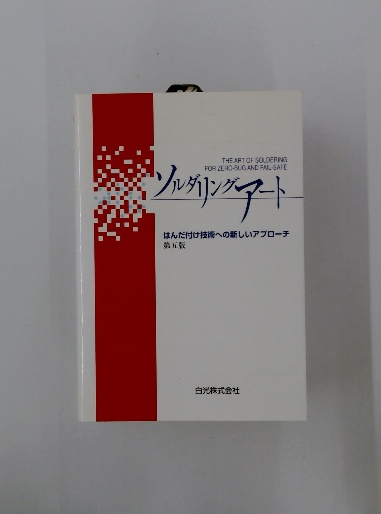 THE ART OF SOLDERING
FOR ZERO-BUG AND FAIL-SAFE
ソルダリングアート
はんだ付け技術への新しいアプローチ
第五版
白光株式会社